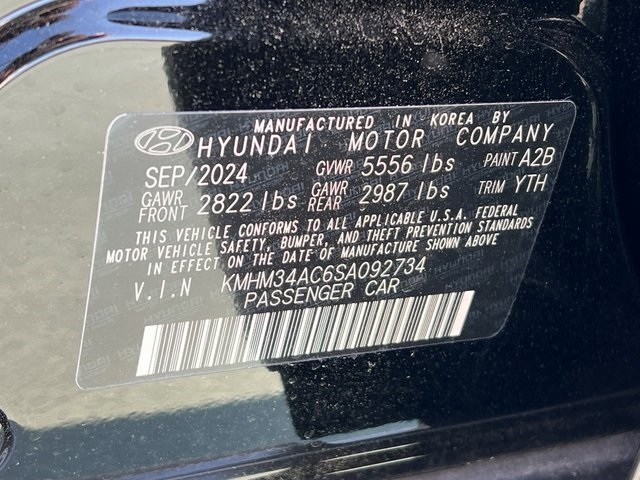 MANUFACTURED IN KOREA BY
HYUNDAI MOTOR COMPANY
SEP/2024 GVWR 5556 lbs PAINT A2B
GAWR FRONT 2822 lbs GAWR REAR 2987 lbs TRIM YTH
THIS VEHICLE CONFORMS TO ALL APPLICABLE U.S.A. FEDERAL
MOTOR VEHICLE SAFETY, BUMPER, AND THEFT PREVENTION STANDARDS
IN EFFECT ON THE DATE OF MANUFACTURE SHOWN ABOVE
V.I.N KMHM34AC6SA092734
PASSENGER CAR